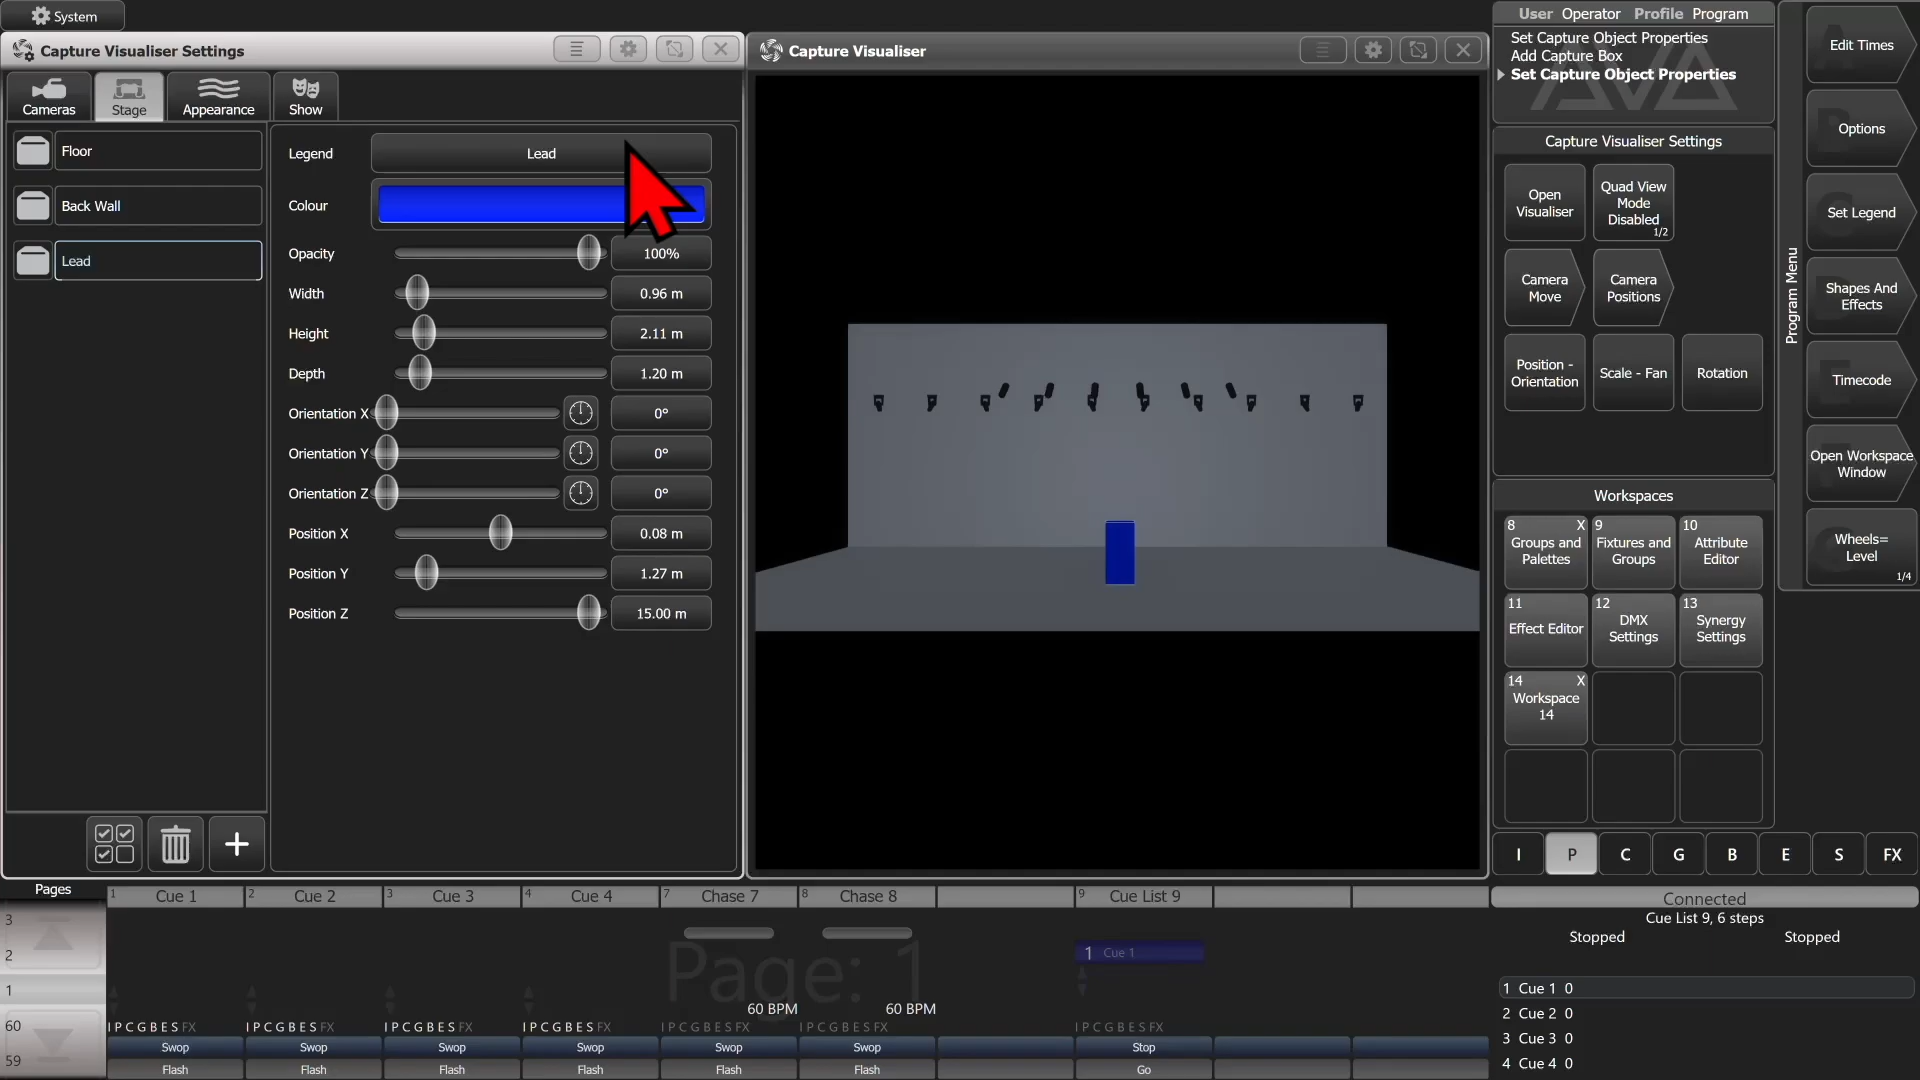 System
Capture Visualiser Settings
Cameras
Stage
Appearance
Show
Floor
Back Wall
Lead
Legend
Lead
Colour
Opacity
100%
Width
0.96 m
Height
2.11 m
Depth
1.20 m
Orientation X
0°
Orientation Y
0°
Orientation Z
0°
Position X
0.08 m
Position Y
1.27 m
Position Z
15.00 m
Capture Visualiser
User Operator Profile Program
Set Capture Object Properties
Add Capture Box
Set Capture Object Properties
Capture Visualiser Settings
Open
Visualiser
Quad View
Mode
Disabled
1/2
Camera
Move
Camera
Positions
Position -
Orientation
Scale - Fan
Rotation
Workspaces
8 X
Groups and
Palettes
9
Fixtures and
Groups
10
Attribute
Editor
11
Effect Editor
12
DMX
Settings
13
Synergy
Settings
14 X
Workspace
14
I P C G B E S FX
Program Menu
Edit Times
Options
Set Legend
Shapes And
Effects
Timecode
Open Workspace
Window
Wheels=
Level
1/4
Pages
3
2
1
60
59
1 Cue 1
2 Cue 2
3 Cue 3
4 Cue 4
7 Chase 7
8 Chase 8
9 Cue List 9
Page: 1
1 Cue 1
60 BPM
60 BPM
I P C G B E S FX
I P C G B E S FX
I P C G B E S FX
I P C G B E S FX
I P C G B E S FX
I P C G B E S FX
I P C G B E S FX
Swop
Swop
Swop
Swop
Swop
Swop
Stop
Flash
Flash
Flash
Flash
Flash
Flash
Go
Connected
Cue List 9, 6 steps
Stopped
Stopped
1 Cue 1 0
2 Cue 2 0
3 Cue 3 0
4 Cue 4 0